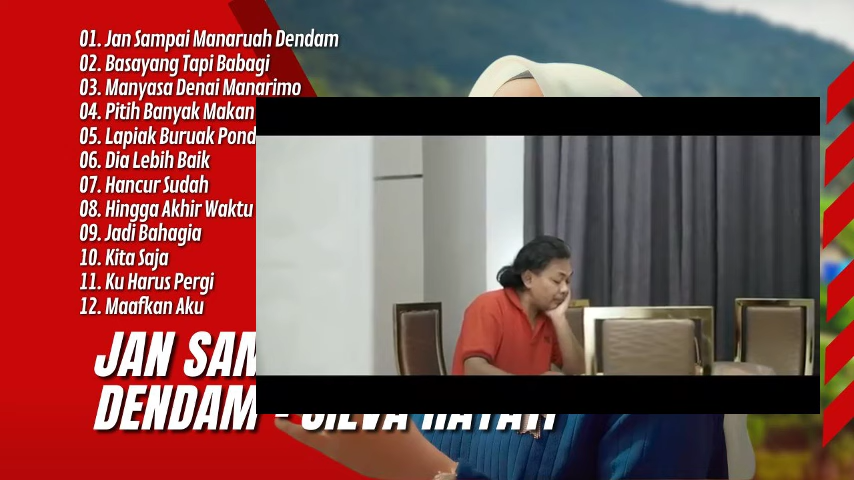 01. Jan Sampai Manaruah Dendam
02. Basayang Tapi Babagi
03. Manyasa Denai Manarimo
04. Pitih Banyak Makan
05. Lapiak Buruak Pond
06. Dia Lebih Baik
07. Hancur Sudah
08. Hingga Akhir Waktu
09. Jadi Bahagia
10. Kita Saja
11. Ku Harus Pergi
12. Maafkan Aku
JAN SAM
DENDAM - SILVA HAYATI